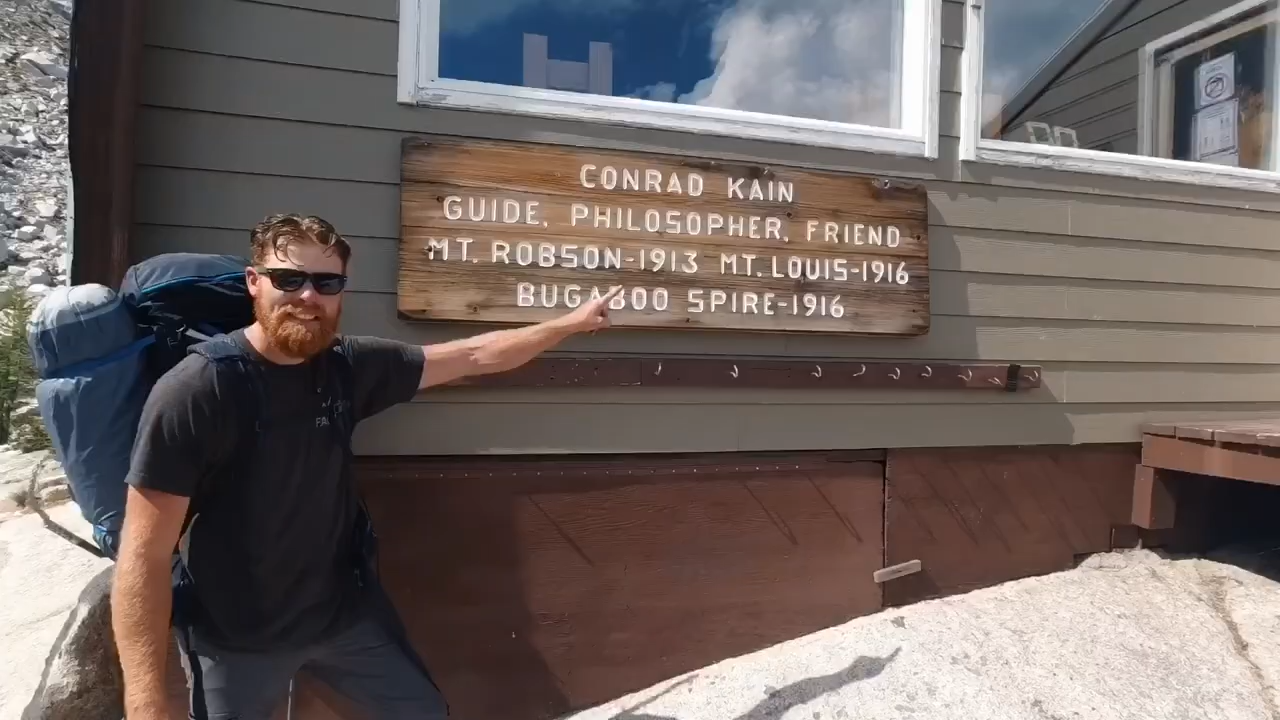 CONRAD KAIN
GUIDE, PHILOSOPHER, FRIEND
MT. ROBSON-1913 MT. LOUIS-1916
BUGABOO SPIRE-1916